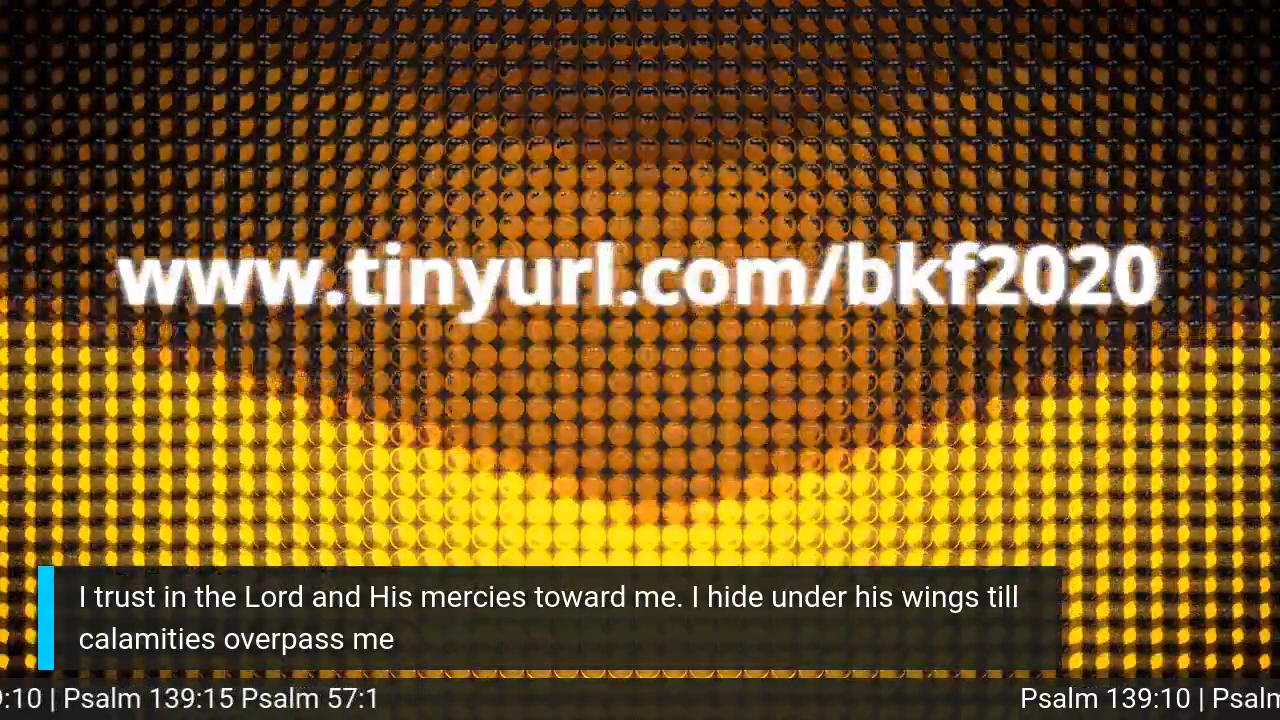 www.tinyurl.com/bkf2020
I trust in the Lord and His mercies toward me. I hide under his wings till
calamities overpass me
:10 | Psalm 139:15 Psalm 57:1 Psalm 139:10 |